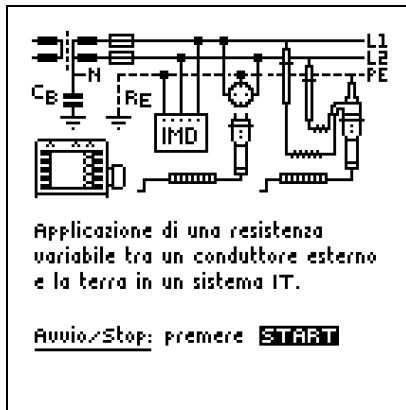 L1
L2
N
PE
CB
RE
IMD
Applicazione di una resistenza
variabile tra un conduttore esterno
e la terra in un sistema IT.
Avvio/Stop: premere START